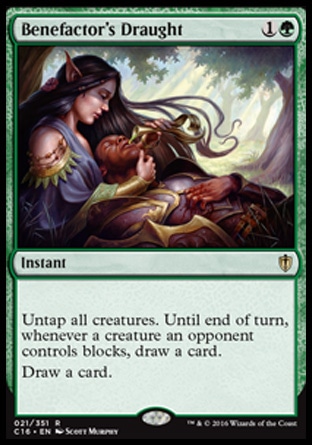 Benefactor's Draught 1
Instant
Untap all creatures. Until end of turn,
whenever a creature an opponent
controls blocks, draw a card.
Draw a card.
021/351 R
C16 • EN Scott Murphy ™ & © 2016 Wizards of the Coast